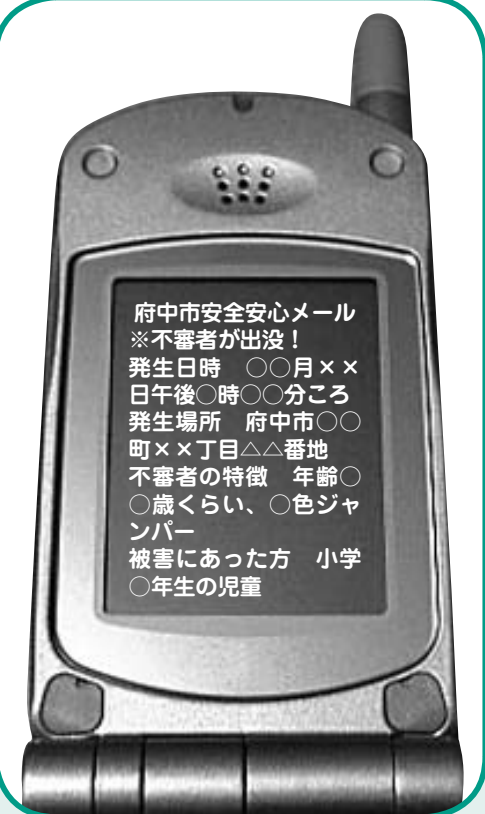 府中市安全安心メール
※不審者が出没！
発生日時　○○月××
日午後○時○○分ころ
発生場所　府中市○○
町××丁目△△番地
不審者の特徴　年齢○
○歳くらい、○色ジャ
ンパー
被害にあった方　小学
○年生の児童